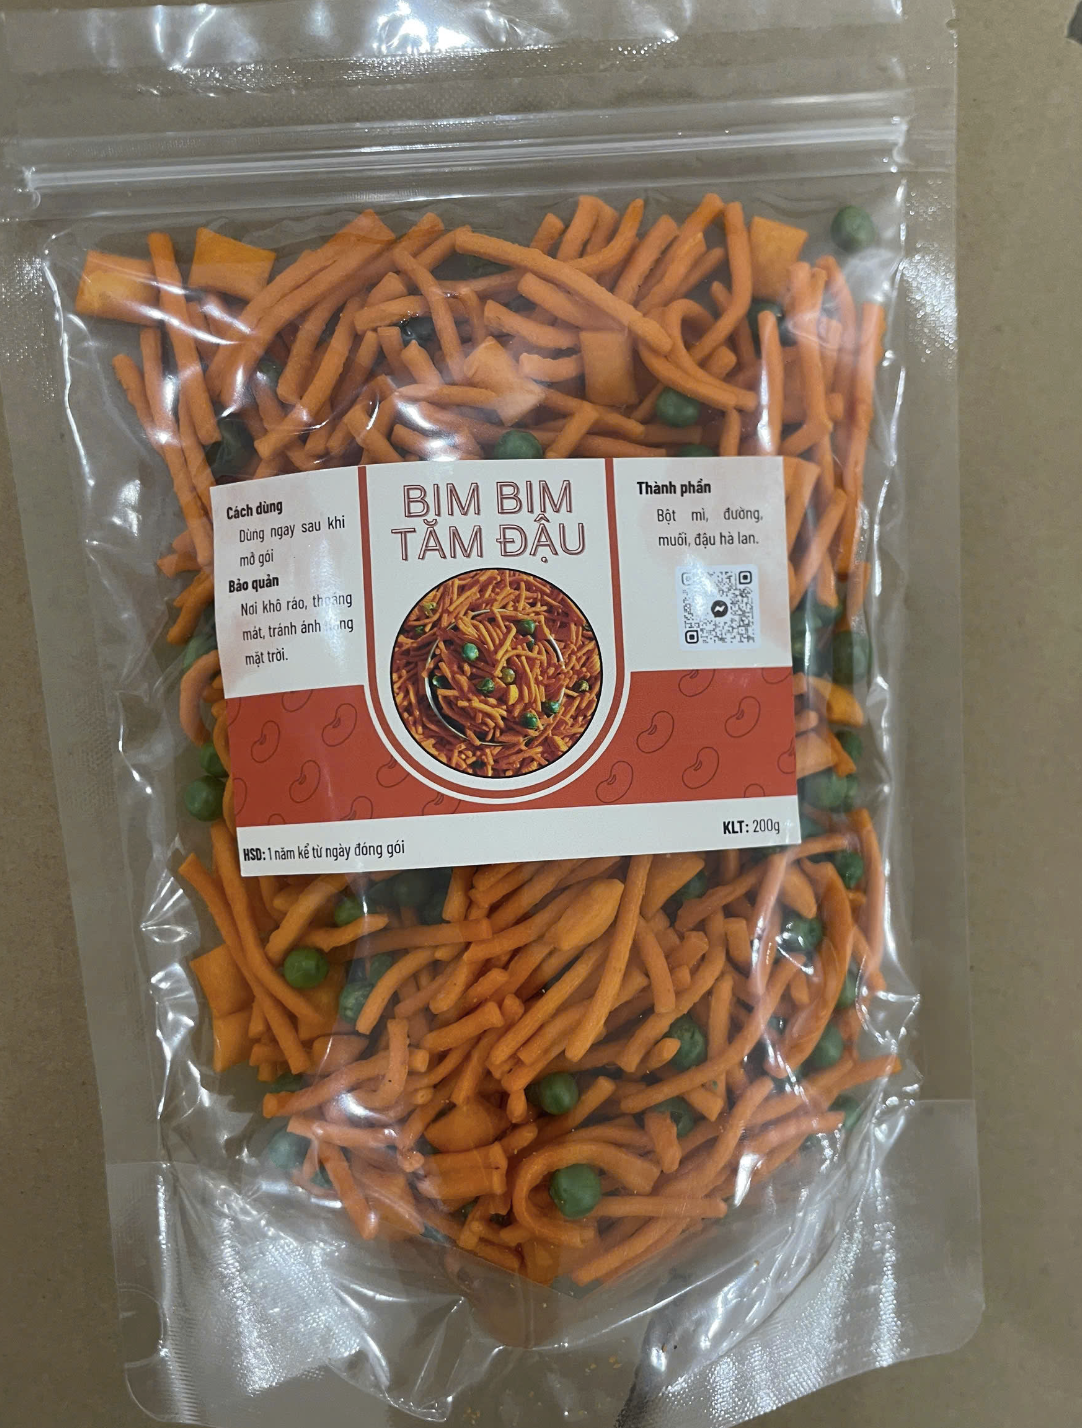 Cách dùng
Dùng ngay sau khi
mở gói
Bảo quản
Nơi khô ráo, thoáng
mát, tránh ánh nắng
mặt trời.
BIM BIM
TĂM ĐẬU
Thành phần
Bột mì, đường,
muối, đậu hà lan.
HSD: 1 năm kể từ ngày đóng gói
KLT: 200g